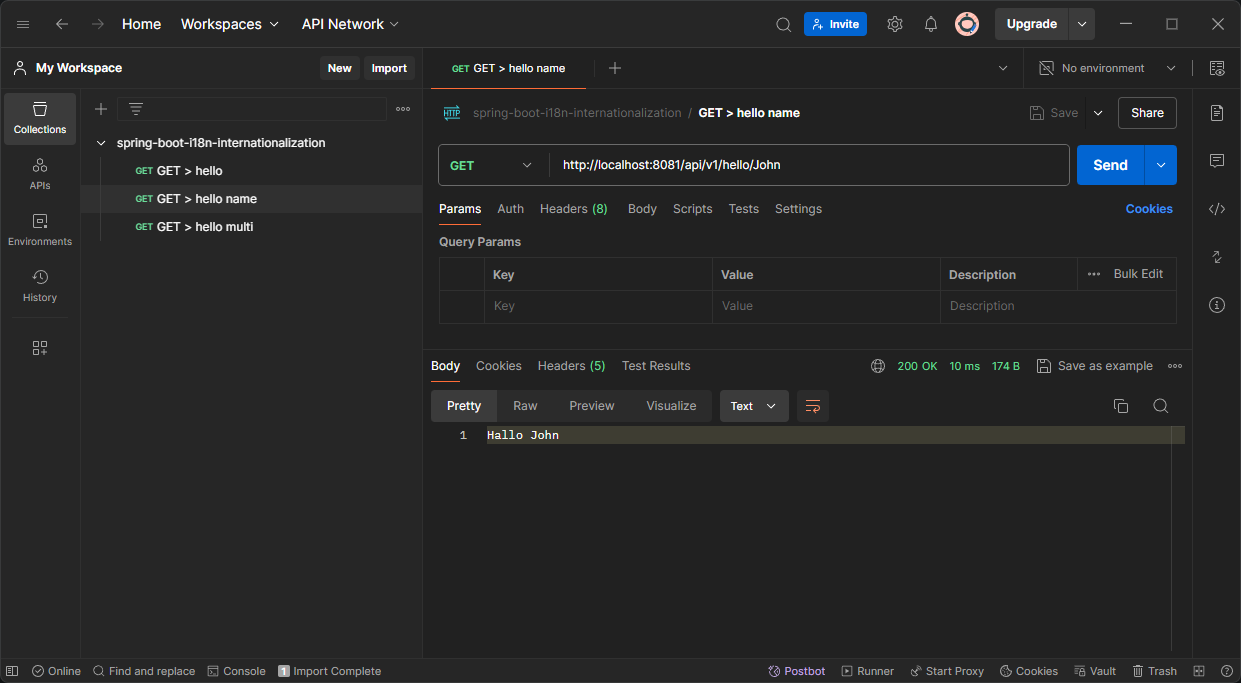 Home Workspaces API Network Invite Upgrade
My Workspace New Import GET GET > hello name No environment
Collections
APIs
Environments
History
spring-boot-i18n-internationalization
GET GET > hello
GET GET > hello name
GET GET > hello multi
HTTP spring-boot-i18n-internationalization / GET > hello name Save Share
GET http://localhost:8081/api/v1/hello/John Send
Params Auth Headers (8) Body Scripts Tests Settings Cookies
Query Params
Key Value Description Bulk Edit
Key Value Description
Body Cookies Headers (5) Test Results 200 OK 10 ms 174 B Save as example
Pretty Raw Preview Visualize Text
1 Hallo John
Online Find and replace Console 1 Import Complete Postbot Runner Start Proxy Cookies Vault Trash